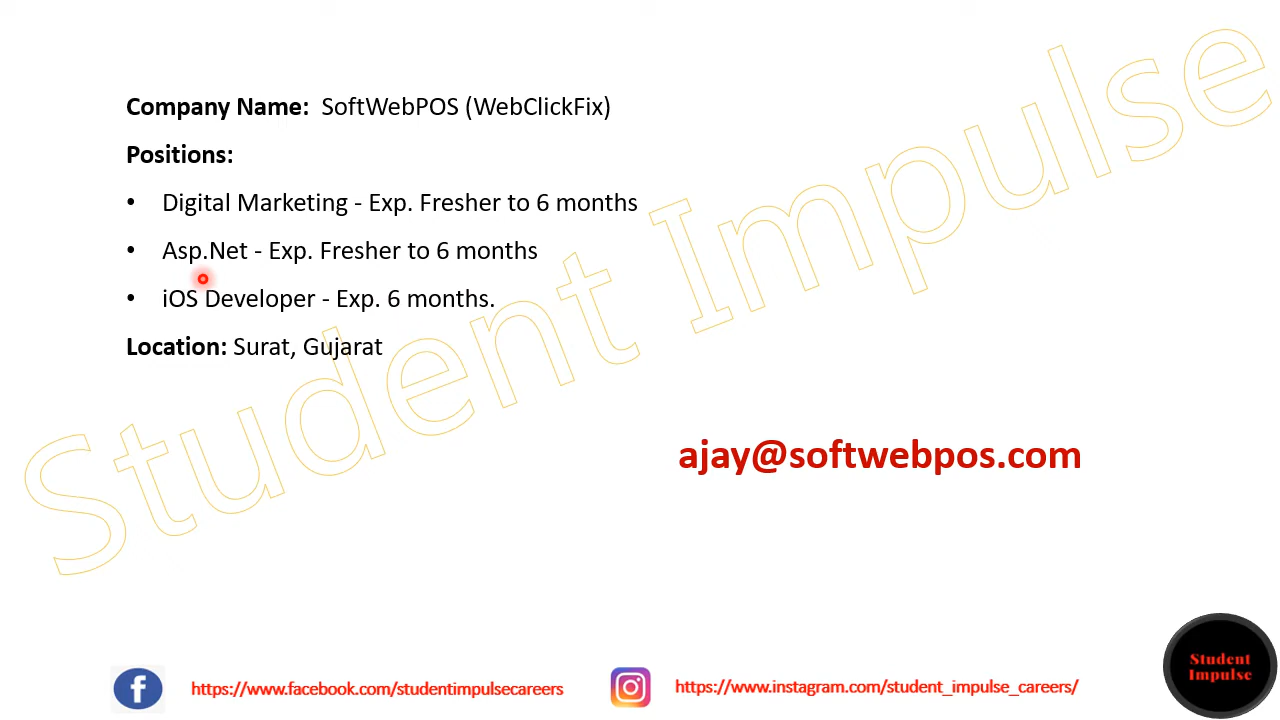 Company Name: SoftWebPOS (WebClickFix)
Positions:
• Digital Marketing - Exp. Fresher to 6 months
• Asp.Net - Exp. Fresher to 6 months
• iOS Developer - Exp. 6 months.
Location: Surat, Gujarat
Student Impulse
ajay@softwebpos.com
https://www.facebook.com/studentimpulsecareers
https://www.instagram.com/student_impulse_careers/
Student
Impulse